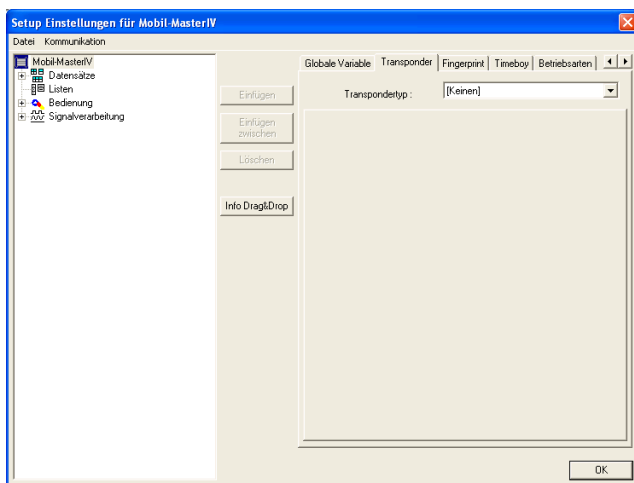 Setup Einstellungen für Mobil-MasterIV
Datei Kommunikation
Mobil-MasterIV
Datensätze
Listen
Bedienung
Signalverarbeitung
Einfügen
Einfügen
zwischen
Löschen
Info Drag&Drop
Globale Variable Transponder Fingerprint Timeboy Betriebsarten
Transpondertyp : [Keinen]
OK